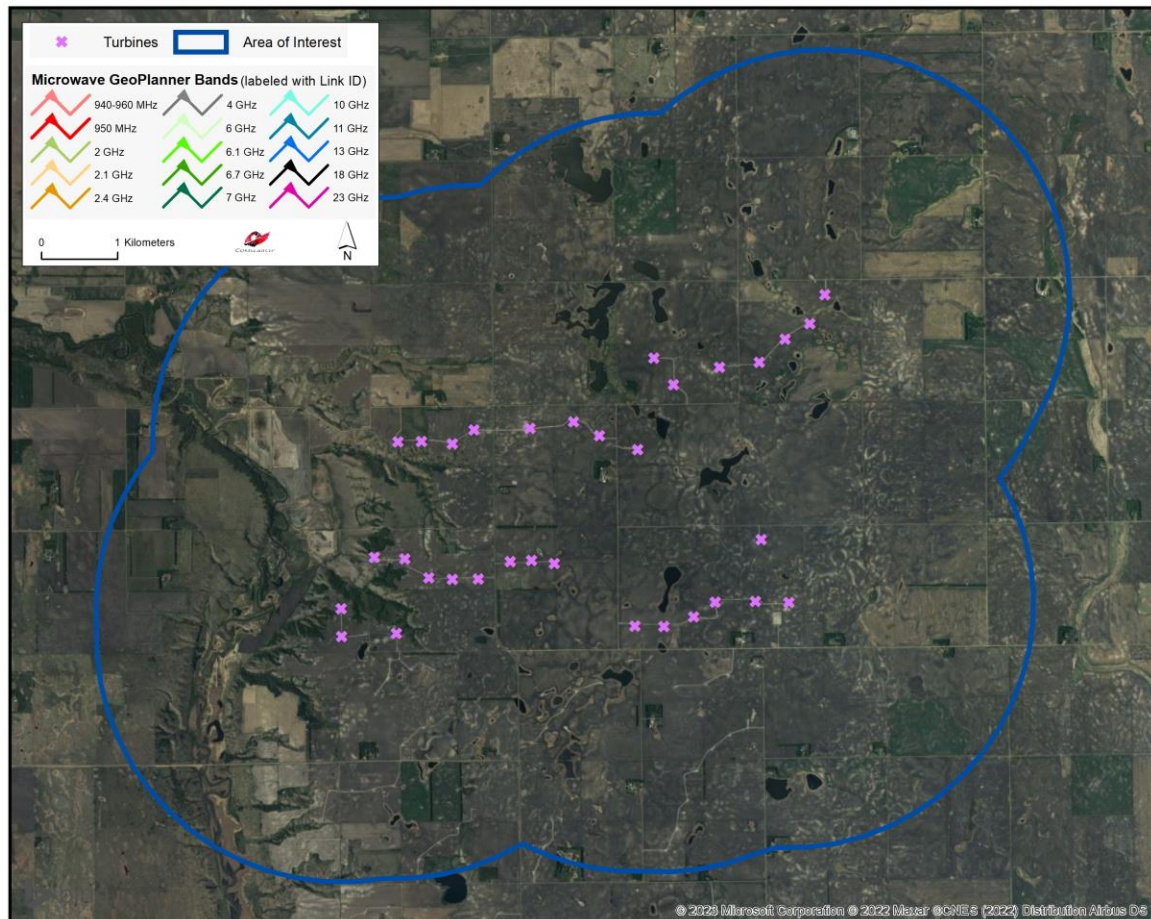 Turbines Area of Interest
Microwave GeoPlanner Bands (labeled with Link ID)
940-960 MHz 4 GHz 10 GHz
950 MHz 6 GHz 11 GHz
2 GHz 6.1 GHz 13 GHz
2.1 GHz 6.7 GHz 18 GHz
2.4 GHz 7 GHz 23 GHz
0 1 Kilometers
N
© 2023 Microsoft Corporation © 2022 Maxar ©CNES (2022) Distribution Airbus DS